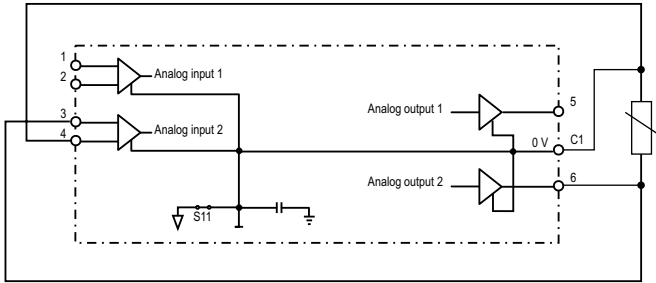 1
Analog input 1
2
3
Analog input 2
4
Analog output 1
5
0 V
C1
Analog output 2
6
S11